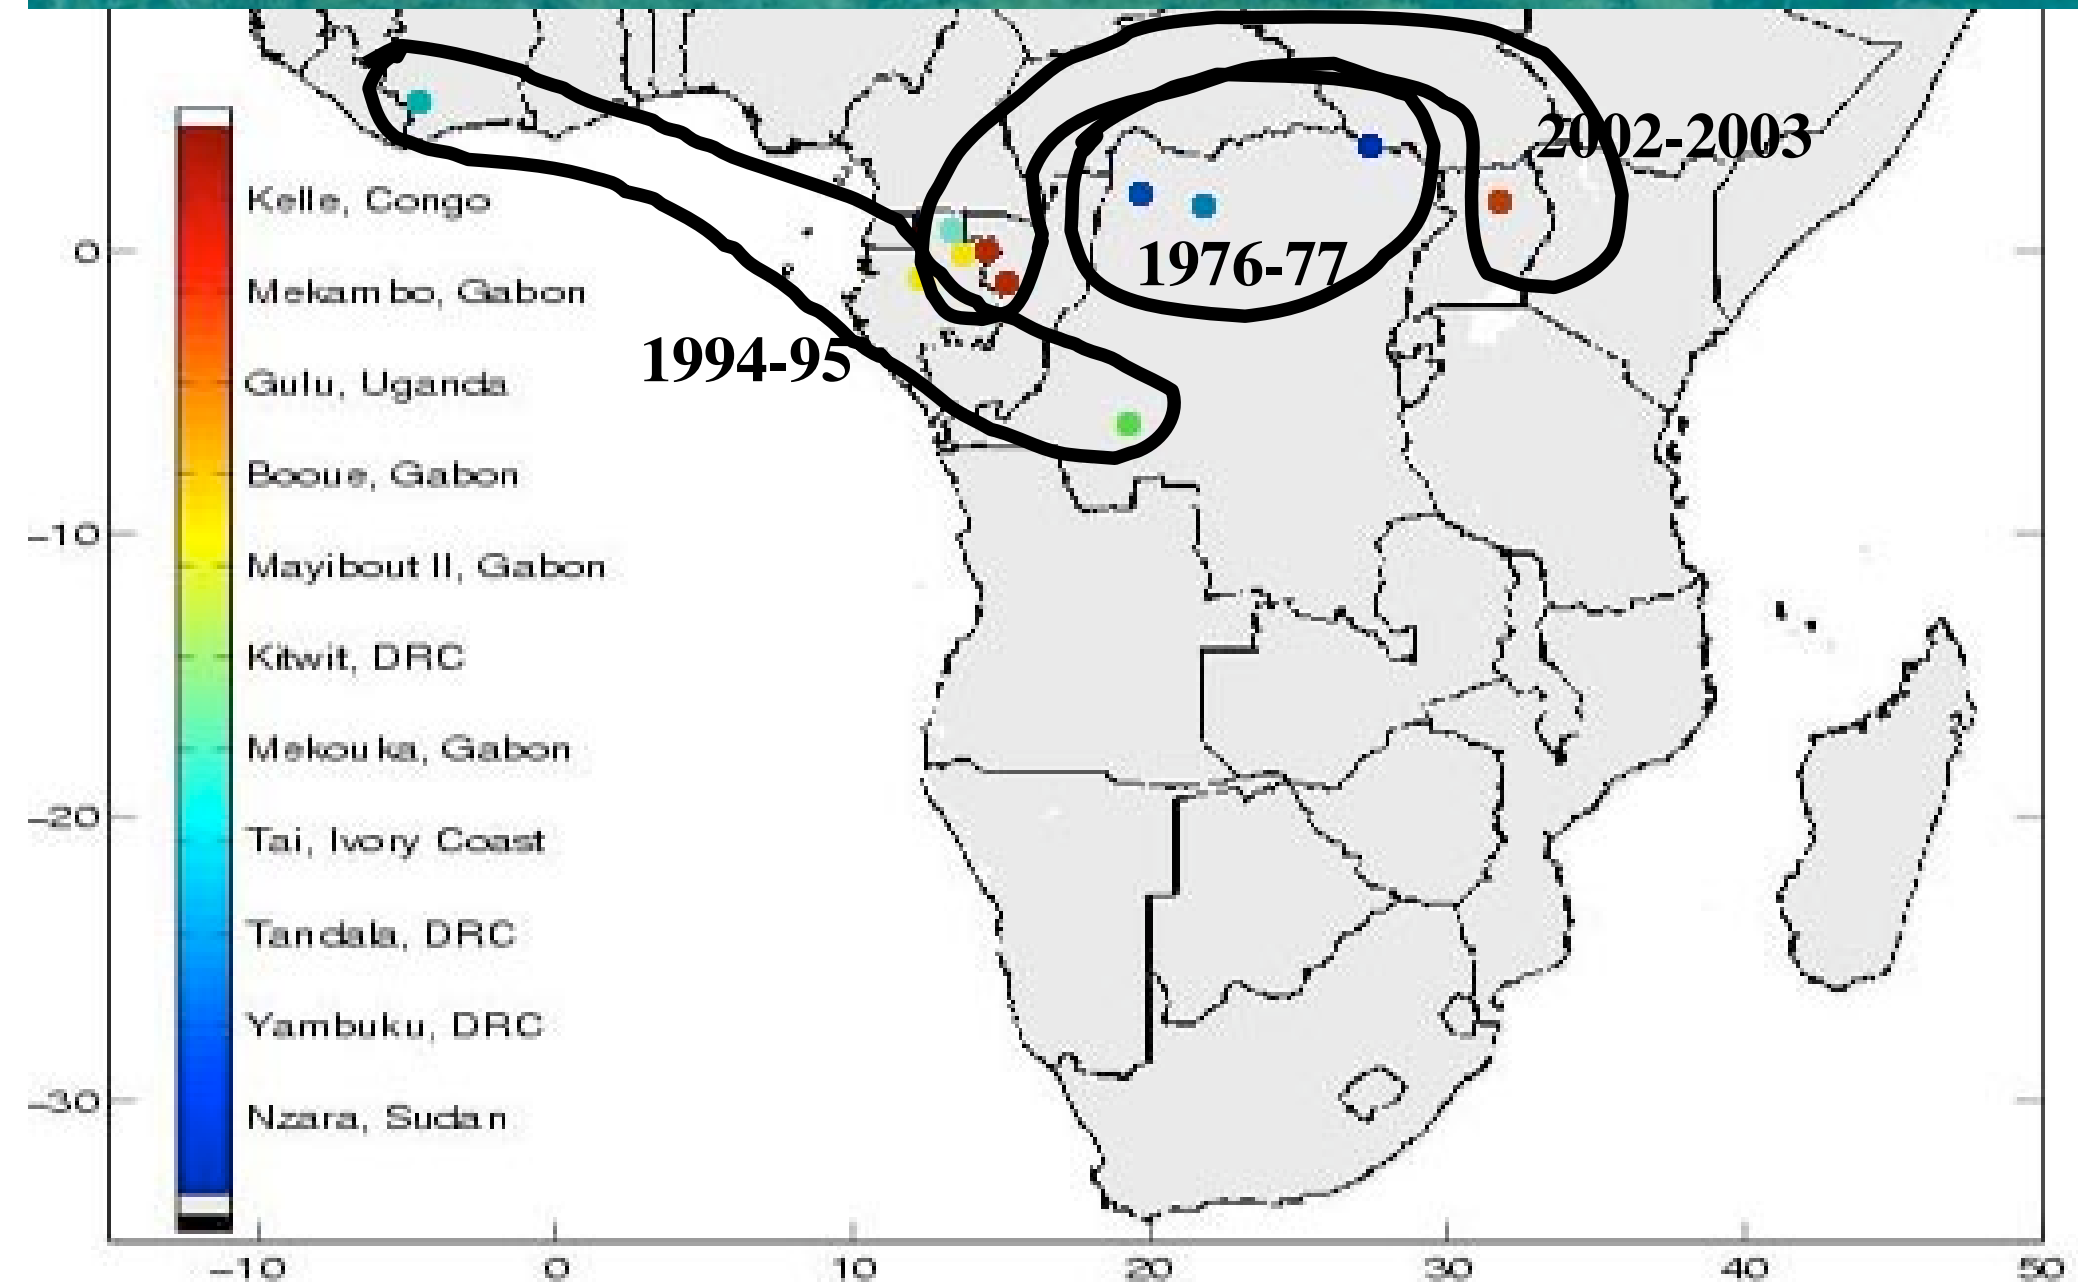 2002-2003
1976-77
1994-95
Kelle, Congo
Mekambo, Gabon
Gulu, Uganda
Booue, Gabon
Mayibout II, Gabon
Kitwit, DRC
Mekouka, Gabon
Tai, Ivory Coast
Tandala, DRC
Yambuku, DRC
Nzara, Sudan
0
-10
-20
-30
-10 0 10 20 30 40 50